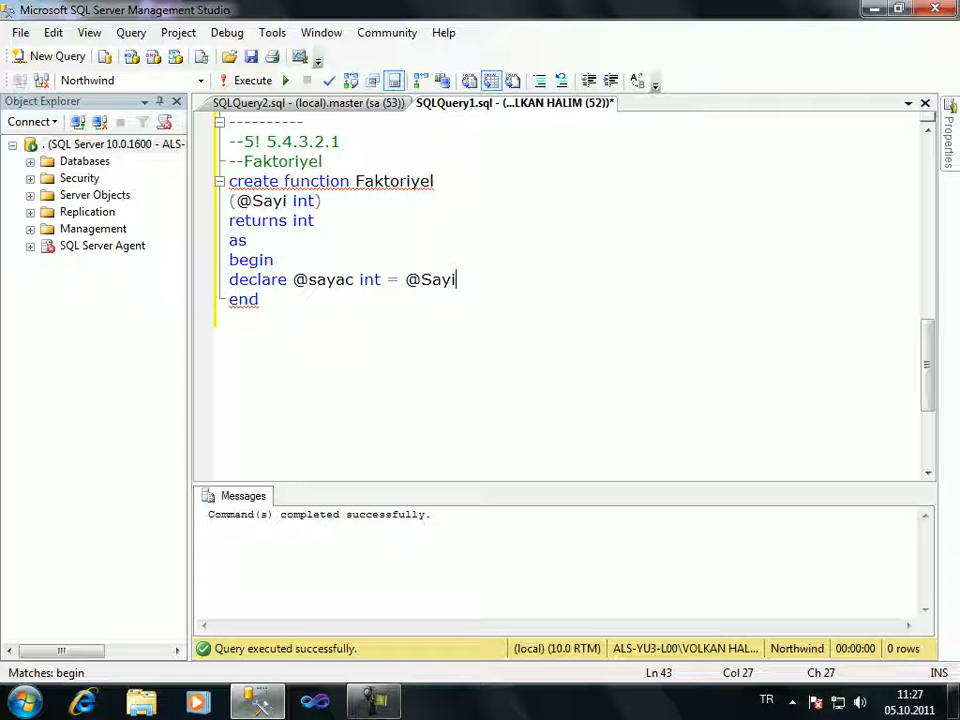 Microsoft SQL Server Management Studio
File Edit View Query Project Debug Tools Window Community Help
New Query
Northwind Execute
Object Explorer
SQLQuery2.sql - (local).master (sa (53))
SQLQuery1.sql - (...LKAN HALIM (52))*
Connect
. (SQL Server 10.0.1600 - ALS-
Databases
Security
Server Objects
Replication
Management
SQL Server Agent
----------
--5! 5.4.3.2.1
--Faktoriyel
create function Faktoriyel
(@Sayi int)
returns int
as
begin
declare @sayac int = @Sayi
end
Properties
Messages
Command(s) completed successfully.
Query executed successfully. (local) (10.0 RTM) ALS-YU3-L00\VOLKAN HAL... Northwind 00:00:00 0 rows
Matches: begin Ln 43 Col 27 Ch 27 INS
TR 11:27
05.10.2011